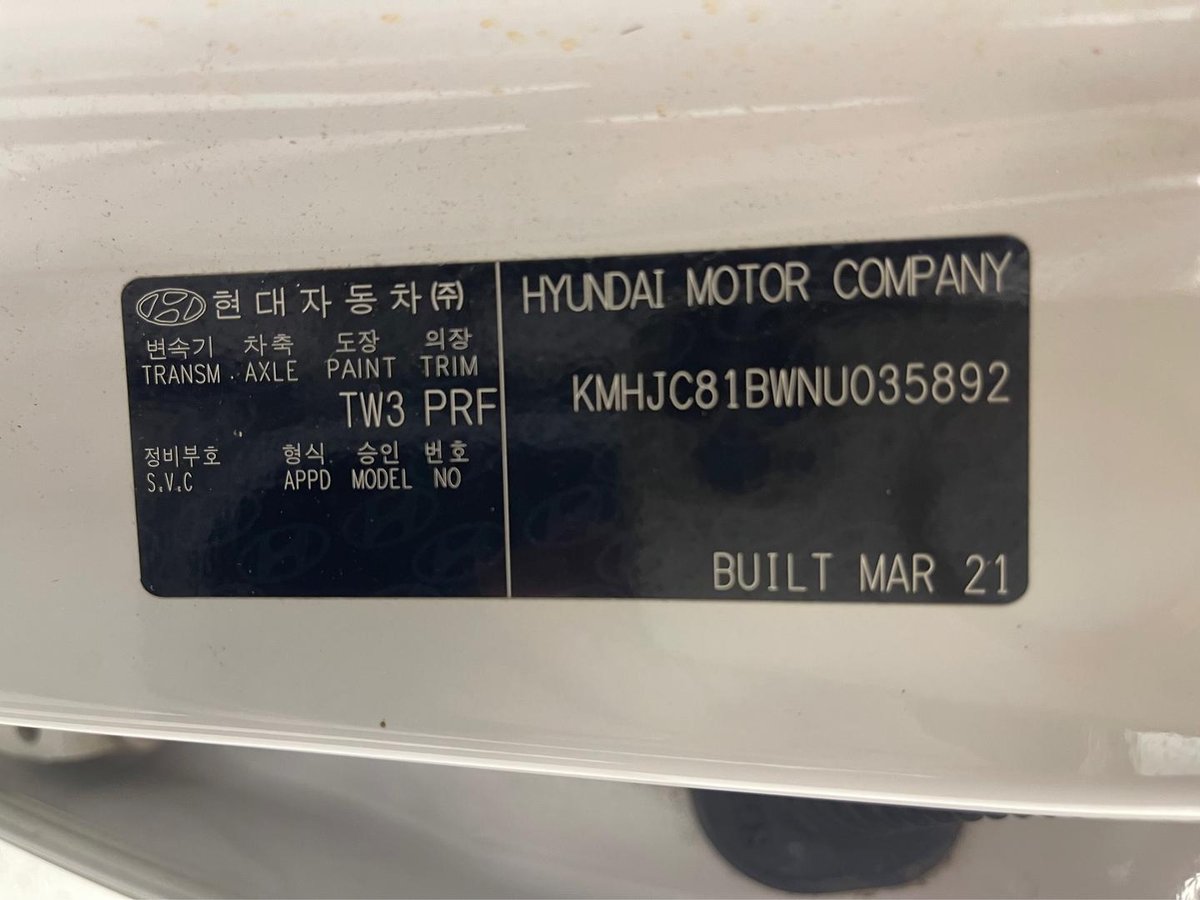 현대자동차㈜
변속기 차축 도장 의장
TRANSM. AXLE PAINT TRIM
TW3 PRF
정비부호 형식 승인 번호
S.V.C APPD MODEL NO
HYUNDAI MOTOR COMPANY
KMHJC81BWNU035892
BUILT MAR 21